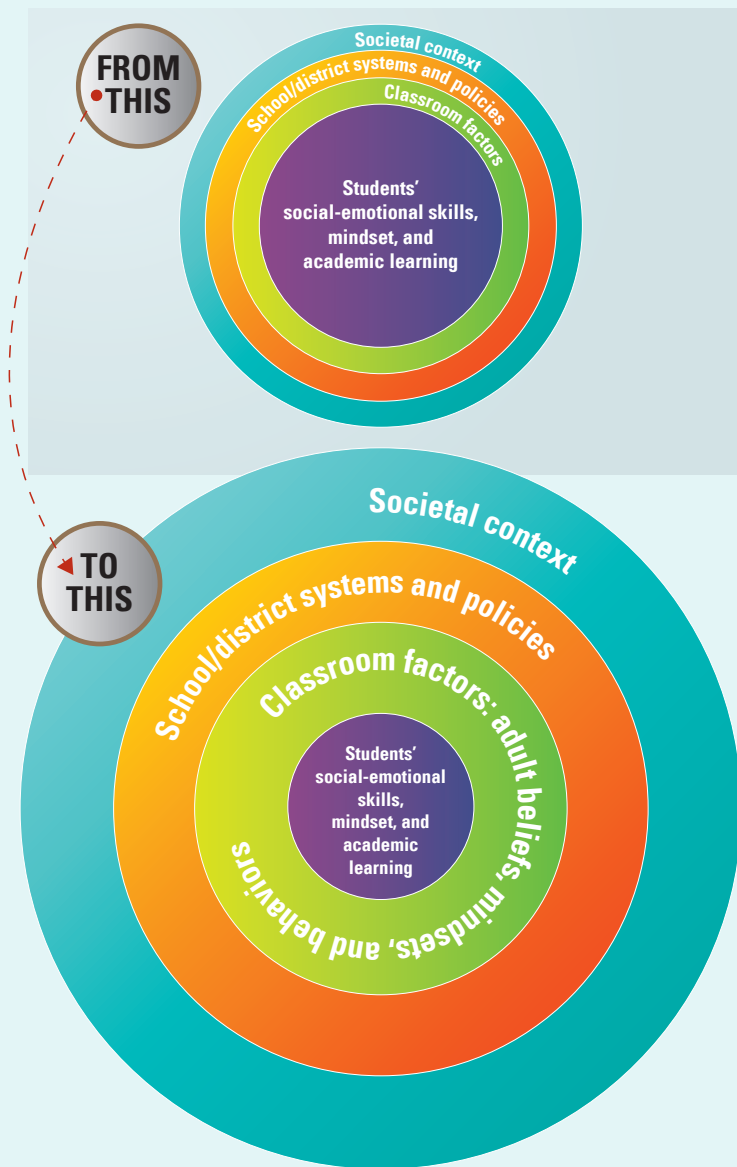 FROM
THIS
Societal context
School/district systems and policies
Classroom factors
Students'
social-emotional skills,
mindset, and
academic learning
TO
THIS
Societal context
School/district systems and policies
Classroom factors: adult beliefs, mindsets, and behaviors
Students'
social-emotional
skills,
mindset, and
academic
learning